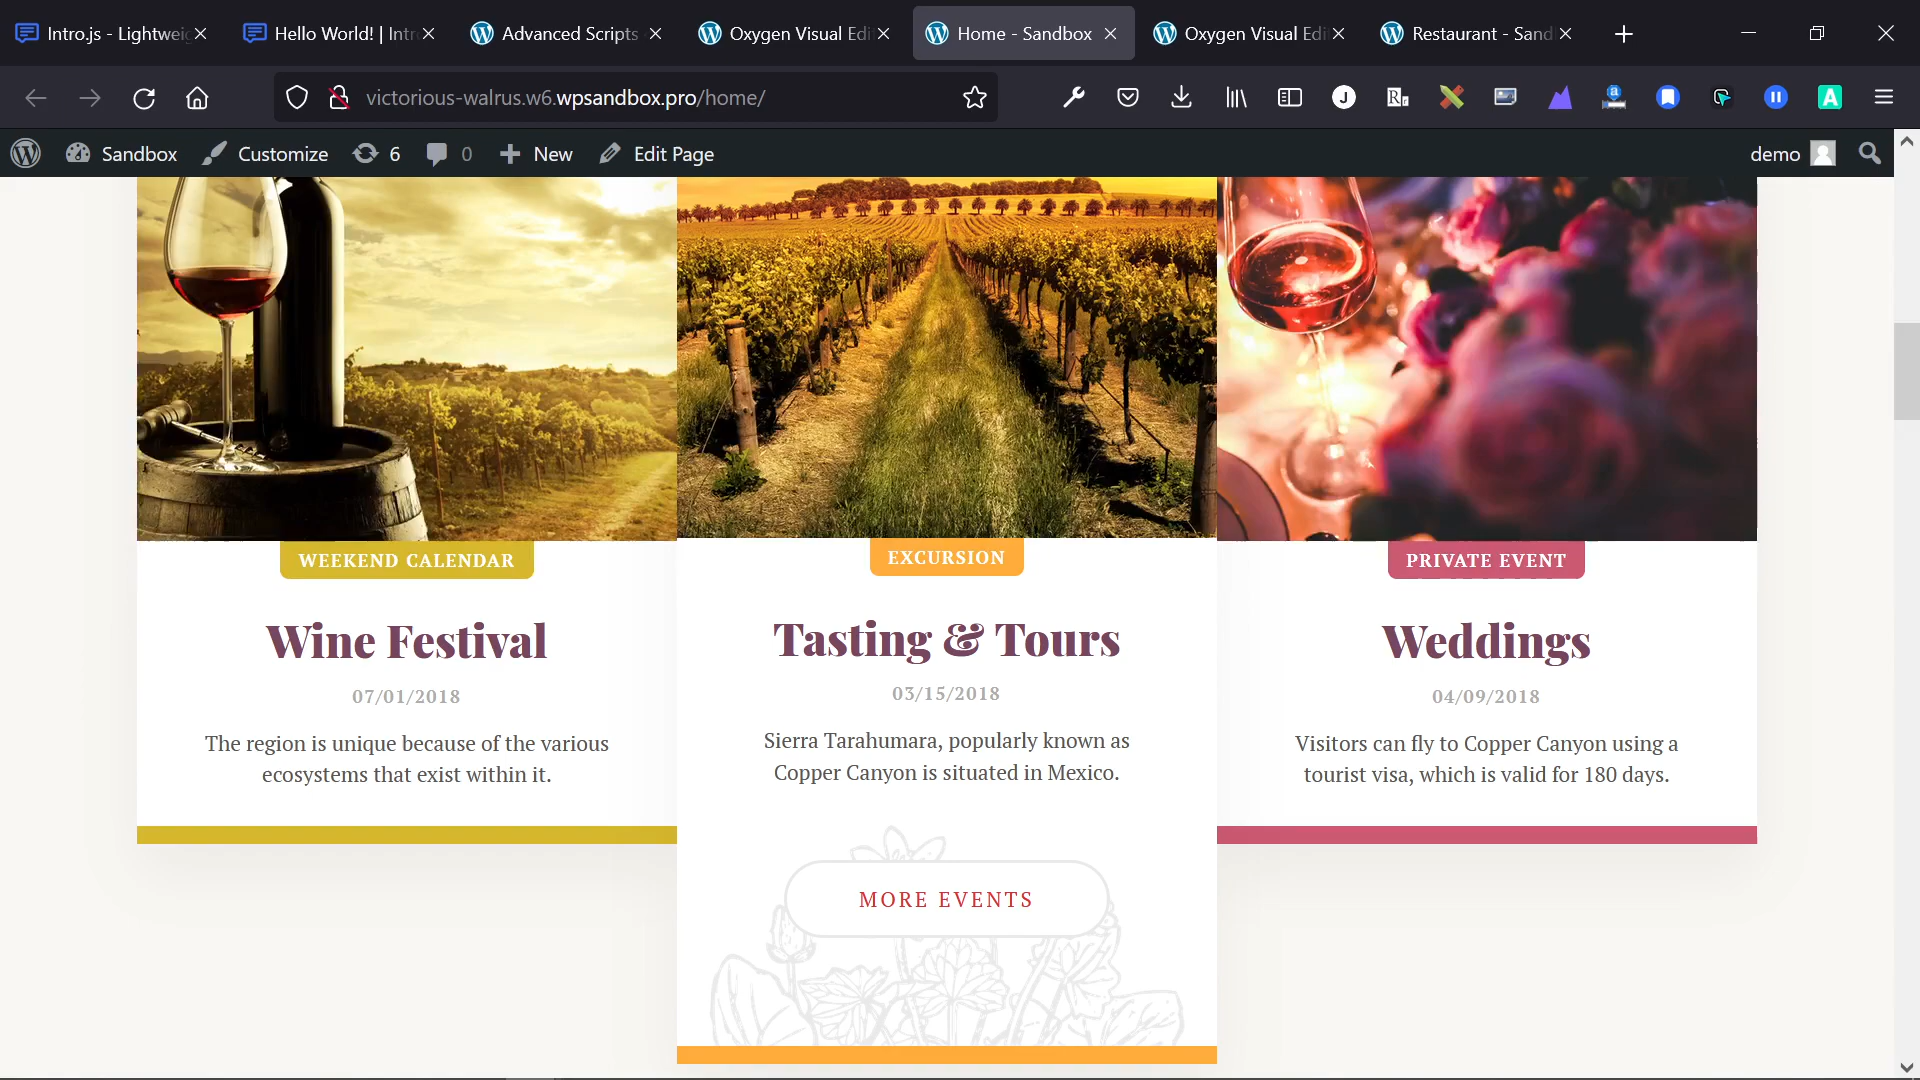 Intro.js - Lightwei
Hello World! | Intr
Advanced Scripts
Oxygen Visual Edi
Home - Sandbox
Oxygen Visual Edi
Restaurant - Sand
victorious-walrus.w6.wpsandbox.pro/home/
Sandbox
Customize
6
0
New
Edit Page
demo
WEEKEND CALENDAR
Wine Festival
07/01/2018
The region is unique because of the various
ecosystems that exist within it.
EXCURSION
Tasting & Tours
03/15/2018
Sierra Tarahumara, popularly known as
Copper Canyon is situated in Mexico.
MORE EVENTS
PRIVATE EVENT
Weddings
04/09/2018
Visitors can fly to Copper Canyon using a
tourist visa, which is valid for 180 days.